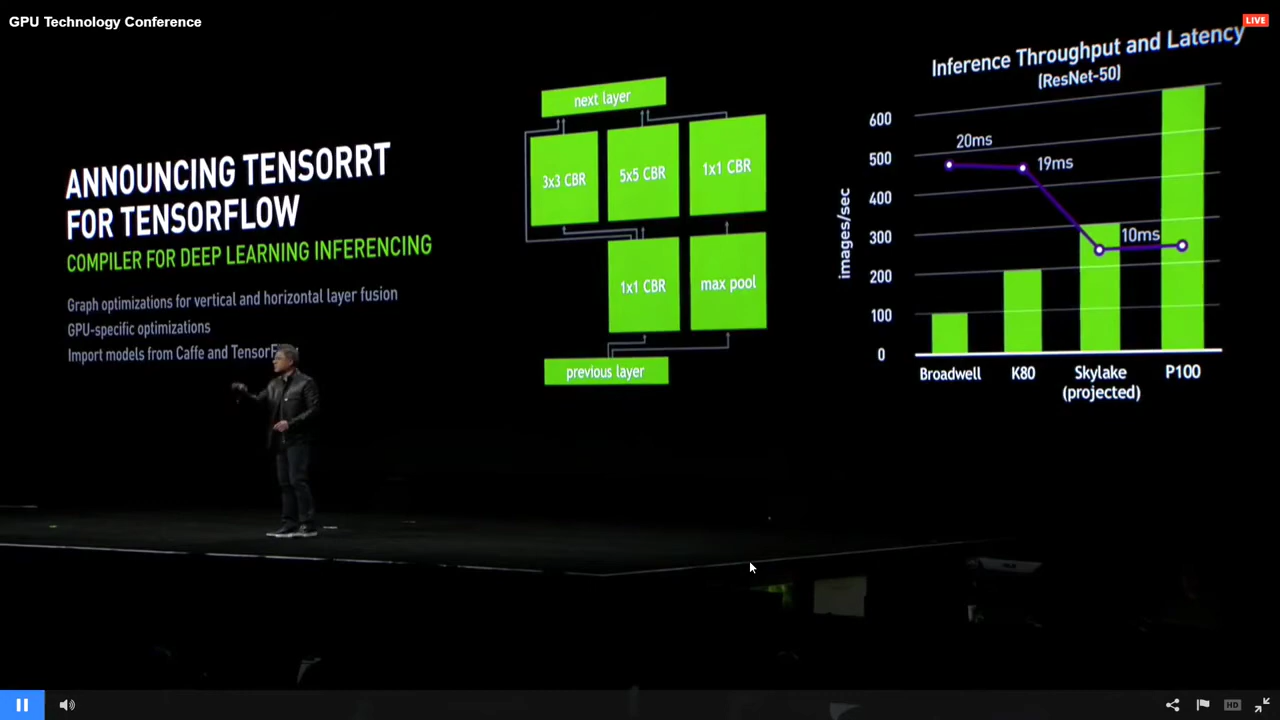 GPU Technology Conference
LIVE
ANNOUNCING TENSORRT
FOR TENSORFLOW
COMPILER FOR DEEP LEARNING INFERENCING
Graph optimizations for vertical and horizontal layer fusion
GPU-specific optimizations
Import models from Caffe and
next layer
3x3 CBR
5x5 CBR
1x1 CBR
1x1 CBR
max pool
previous layer
Inference Throughput and Latency
(ResNet-50)
images/sec
600
500
400
300
200
100
0
20ms
19ms
10ms
Broadwell
K80
Skylake
(projected)
P100
HD